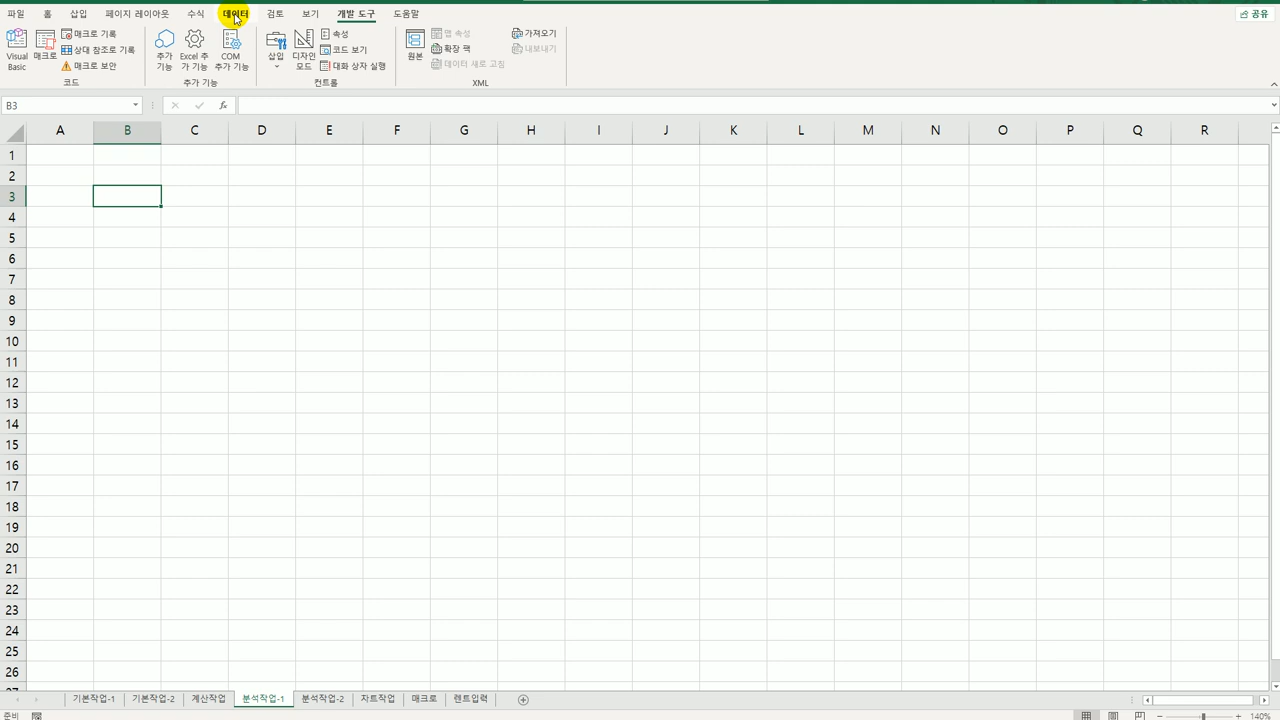 파일 홈 삽입 페이지 레이아웃 수식 데이터 검토 보기 개발 도구 도움말 공유
Visual Basic
매크로
매크로 기록
상대 참조로 기록
매크로 보안
코드
추가 기능
Excel 추가 기능
COM 추가 기능
추가 기능
삽입
디자인 모드
속성
코드 보기
대화 상자 실행
컨트롤
원본
맵 속성
확장 팩
데이터 새로 고침
가져오기
내보내기
XML
B3 fx
A B C D E F G H I J K L M N O P Q R
1
2
3
4
5
6
7
8
9
10
11
12
13
14
15
16
17
18
19
20
21
22
23
24
25
26
27
기본작업-1 기본작업-2 계산작업 분석작업-1 분석작업-2 차트작업 매크로 렌트입력
준비 140%